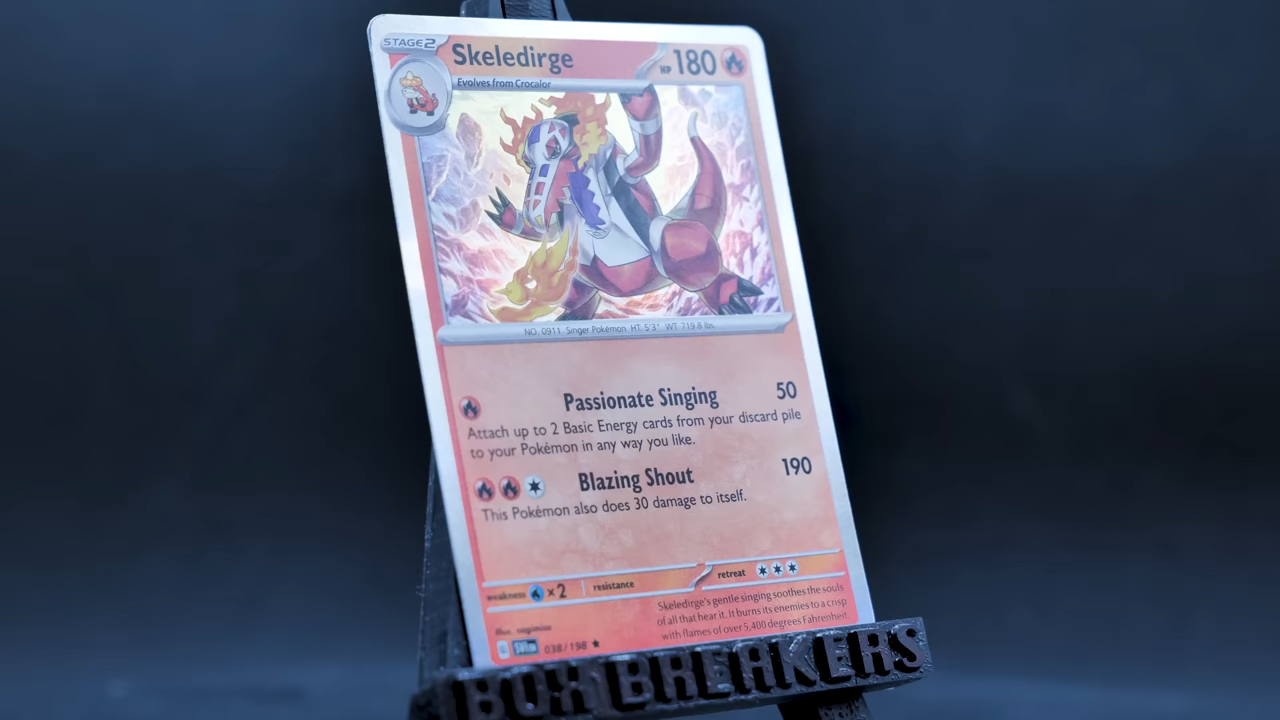 STAGE2
Skeledirge
HP 180
Evolves from Crocalor
NO. 0911 Singer Pokémon HT: 5'3" WT: 719.8 lbs.
Passionate Singing 50
Attach up to 2 Basic Energy cards from your discard pile
to your Pokémon in any way you like.
Blazing Shout 190
This Pokémon also does 30 damage to itself.
weakness ×2 resistance retreat
Skeledirge's gentle singing soothes the souls
of all that hear it. It burns its enemies to a crisp
with flames of over 5,400 degrees Fahrenheit.
Illus.
038/198
BOX BREAKERS